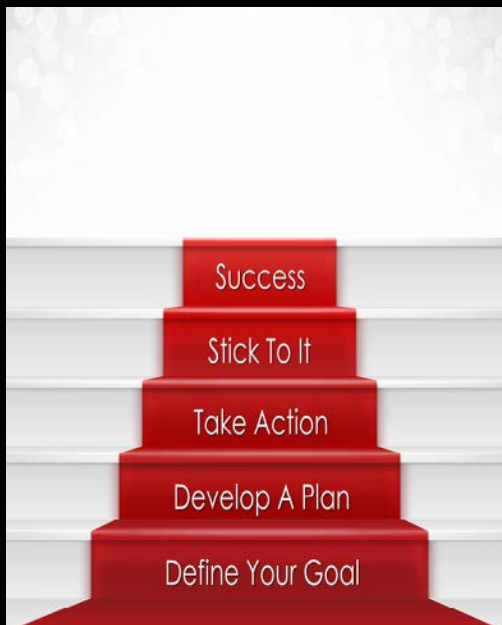 Success
Stick To It
Take Action
Develop A Plan
Define Your Goal